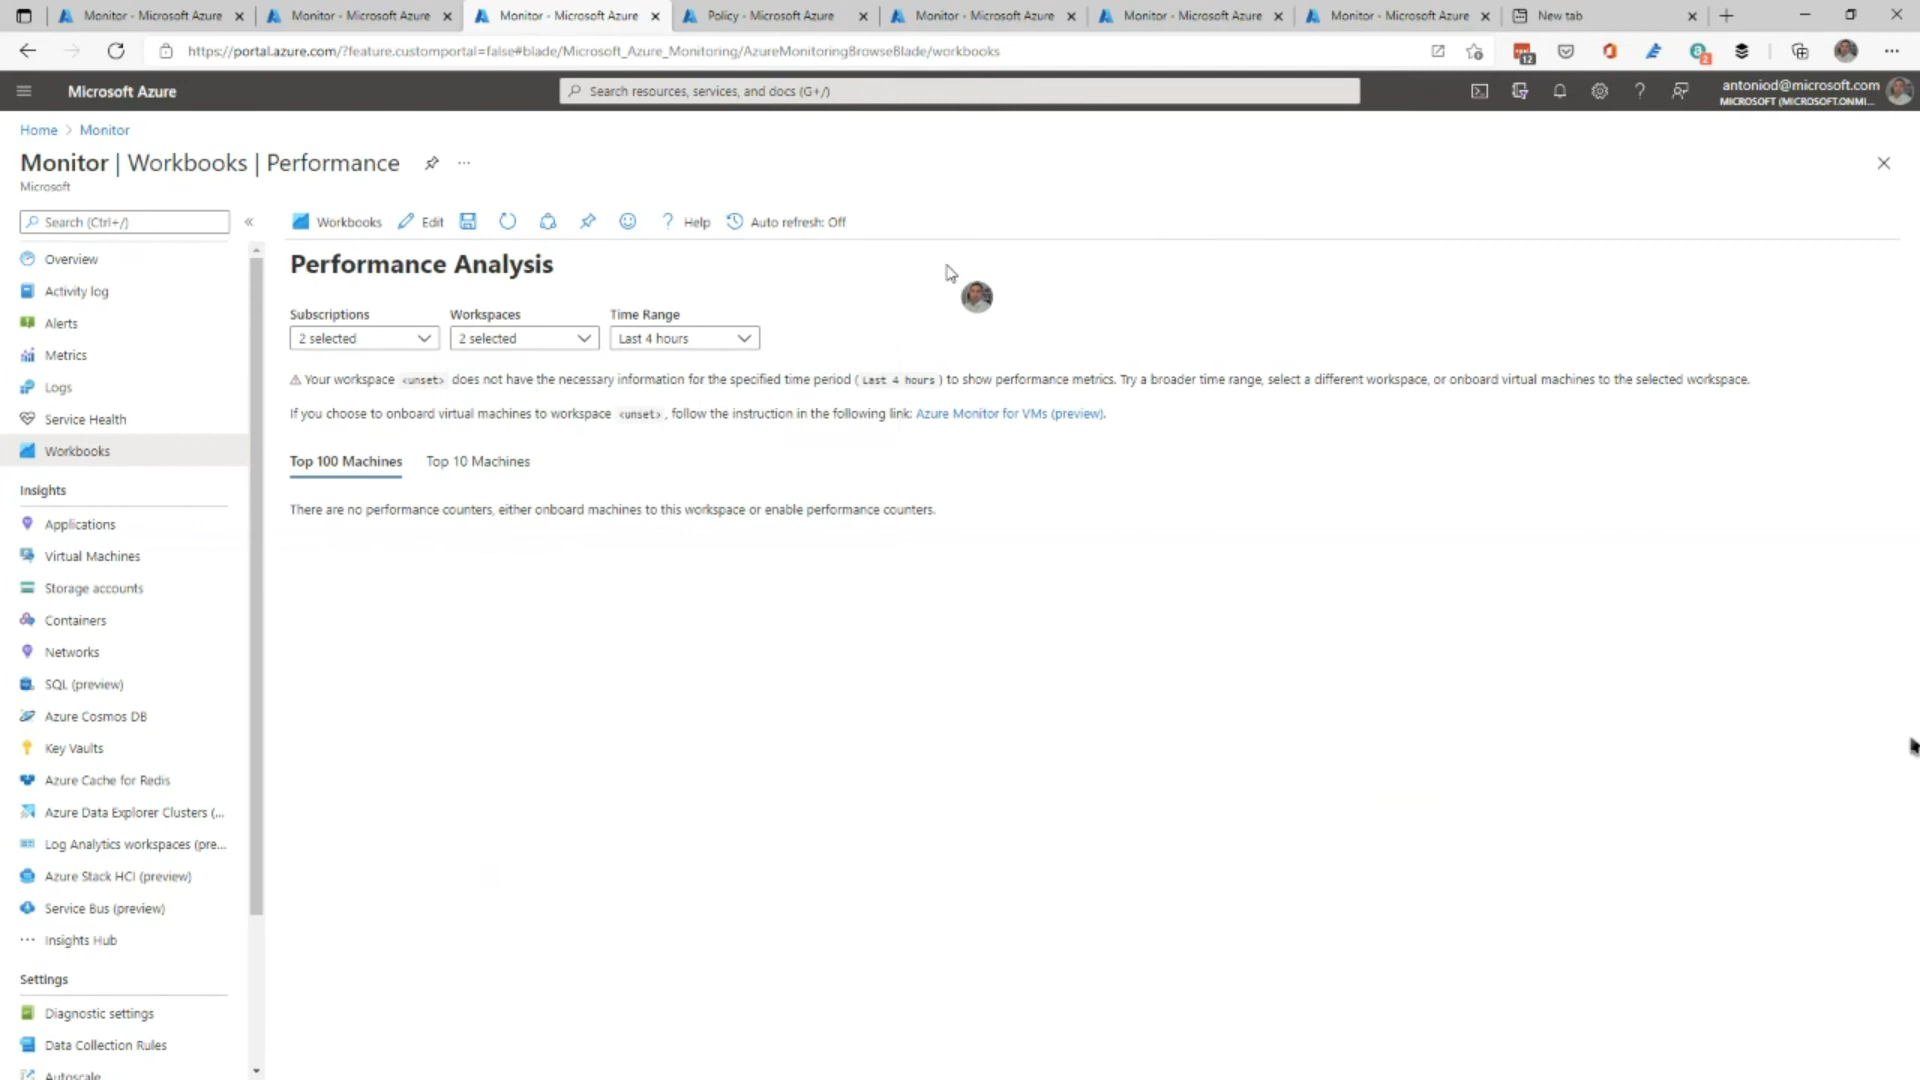 Monitor - Microsoft Azure
Monitor - Microsoft Azure
Monitor - Microsoft Azure
Policy - Microsoft Azure
Monitor - Microsoft Azure
Monitor - Microsoft Azure
Monitor - Microsoft Azure
New tab
https://portal.azure.com/?feature.customportal=false#blade/Microsoft_Azure_Monitoring/AzureMonitoringBrowseBlade/workbooks
12
2
Microsoft Azure
Search resources, services, and docs (G+/)
antoniod@microsoft.com
MICROSOFT (MICROSOFT.ONMI...
Home > Monitor
Monitor | Workbooks | Performance
Microsoft
Search (Ctrl+/)
Workbooks Edit Help Auto refresh: Off
Overview
Activity log
Alerts
Metrics
Logs
Service Health
Workbooks
Insights
Applications
Virtual Machines
Storage accounts
Containers
Networks
SQL (preview)
Azure Cosmos DB
Key Vaults
Azure Cache for Redis
Azure Data Explorer Clusters (...
Log Analytics workspaces (pre...
Azure Stack HCI (preview)
Service Bus (preview)
Insights Hub
Settings
Diagnostic settings
Data Collection Rules
Autoscale
Performance Analysis
Subscriptions Workspaces Time Range
2 selected 2 selected Last 4 hours
Your workspace <unset> does not have the necessary information for the specified time period ( Last 4 hours ) to show performance metrics. Try a broader time range, select a different workspace, or onboard virtual machines to the selected workspace.
If you choose to onboard virtual machines to workspace <unset> , follow the instruction in the following link: Azure Monitor for VMs (preview).
Top 100 Machines Top 10 Machines
There are no performance counters, either onboard machines to this workspace or enable performance counters.